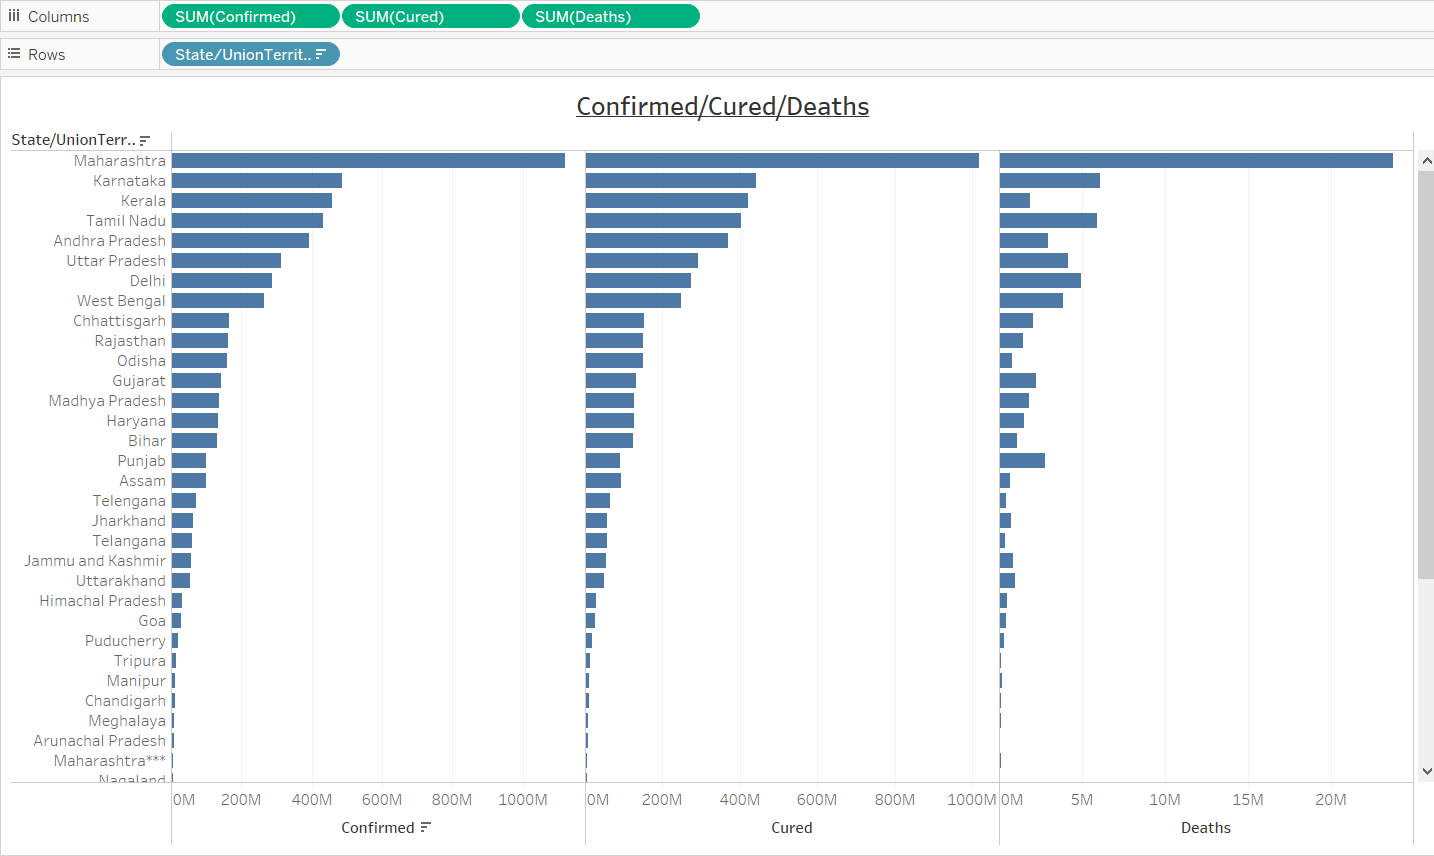 Columns SUM(Confirmed) SUM(Cured) SUM(Deaths)
Rows State/UnionTerrit..
Confirmed/Cured/Deaths
State/UnionTerr..
Maharashtra
Karnataka
Kerala
Tamil Nadu
Andhra Pradesh
Uttar Pradesh
Delhi
West Bengal
Chhattisgarh
Rajasthan
Odisha
Gujarat
Madhya Pradesh
Haryana
Bihar
Punjab
Assam
Telengana
Jharkhand
Telangana
Jammu and Kashmir
Uttarakhand
Himachal Pradesh
Goa
Puducherry
Tripura
Manipur
Chandigarh
Meghalaya
Arunachal Pradesh
Maharashtra***
Nagaland
0M 200M 400M 600M 800M 1000M 0M 200M 400M 600M 800M 1000M 0M 5M 10M 15M 20M
Confirmed Cured Deaths